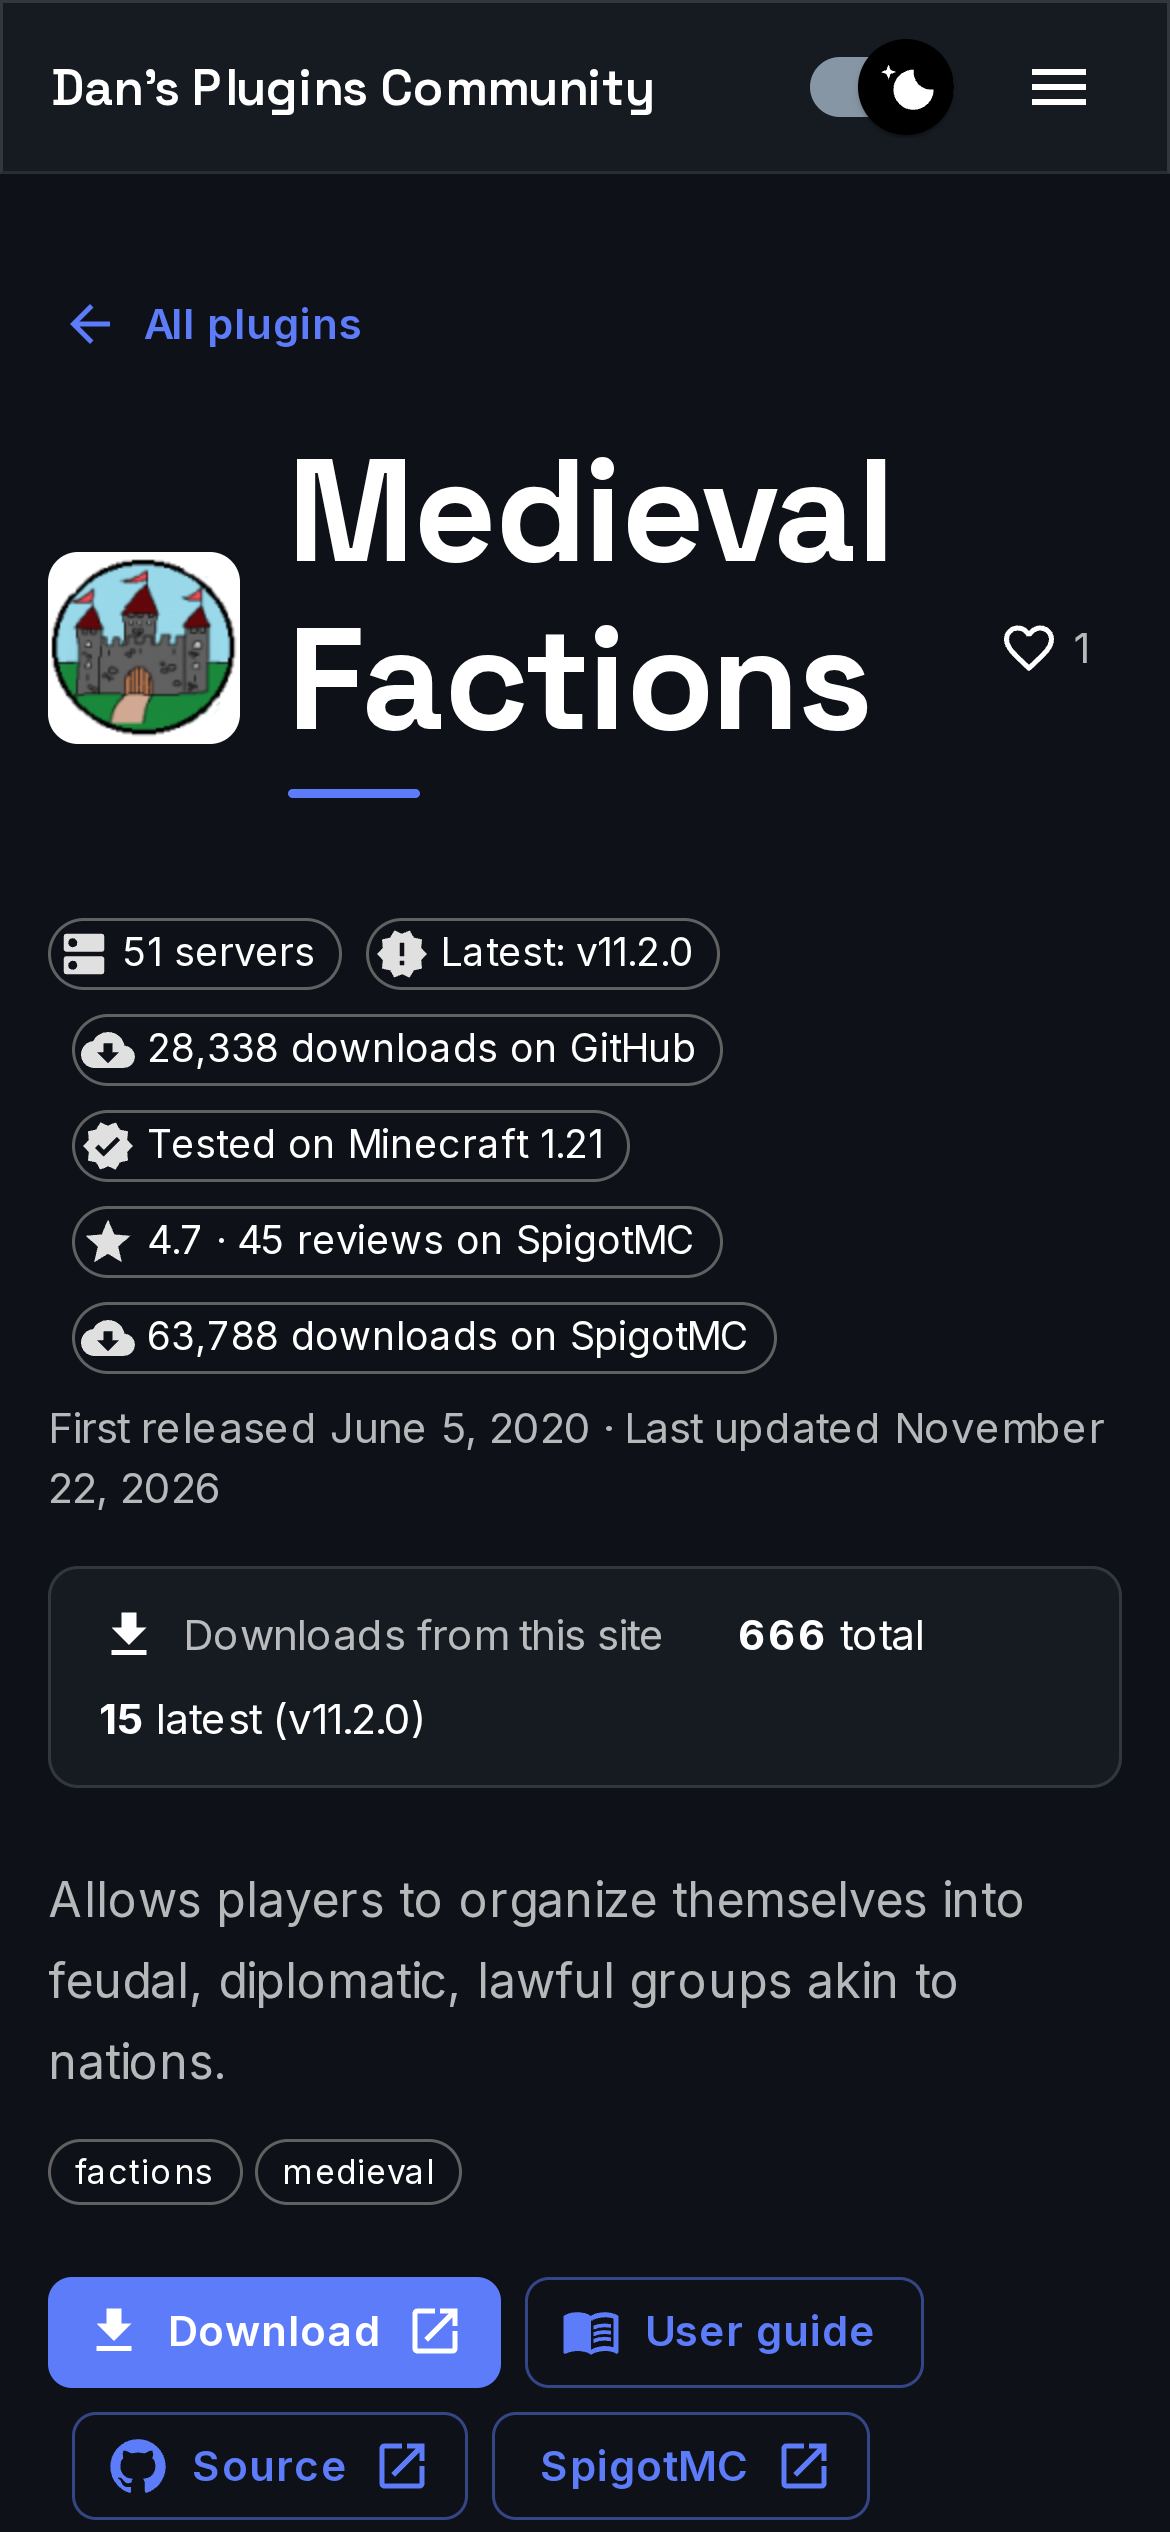 Dan's Plugins Community
All plugins
Medieval
Factions
1
51 servers
Latest: v11.2.0
28,338 downloads on GitHub
Tested on Minecraft 1.21
4.7 · 45 reviews on SpigotMC
63,788 downloads on SpigotMC
First released June 5, 2020 · Last updated November
22, 2026
Downloads from this site 666 total
15 latest (v11.2.0)
Allows players to organize themselves into
feudal, diplomatic, lawful groups akin to
nations.
factions medieval
Download User guide
Source SpigotMC